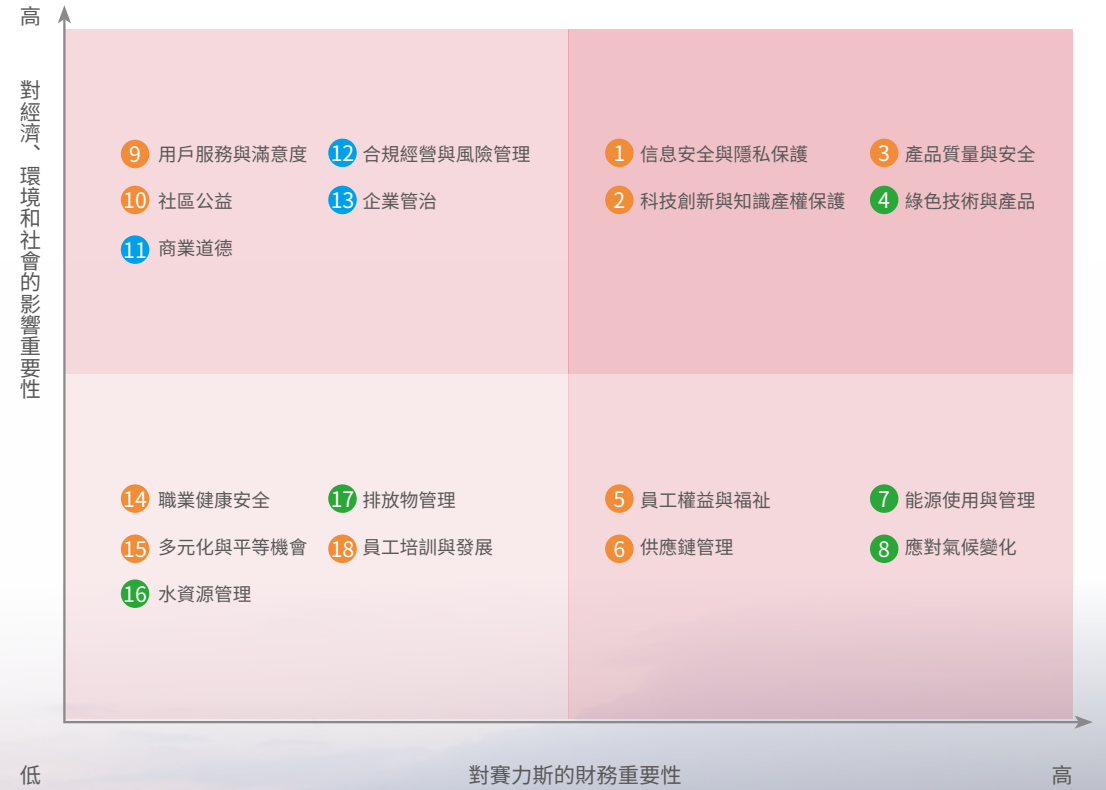 高
對經濟、環境和社會的影響重要性
9 用戶服務與滿意度
10 社區公益
11 商業道德
12 合規經營與風險管理
13 企業管治
1 信息安全與隱私保護
2 科技創新與知識產權保護
3 產品質量與安全
4 綠色技術與產品
14 職業健康安全
15 多元化與平等機會
16 水資源管理
17 排放物管理
18 員工培訓與發展
5 員工權益與福祉
6 供應鏈管理
7 能源使用與管理
8 應對氣候變化
低
對賽力斯的財務重要性
高